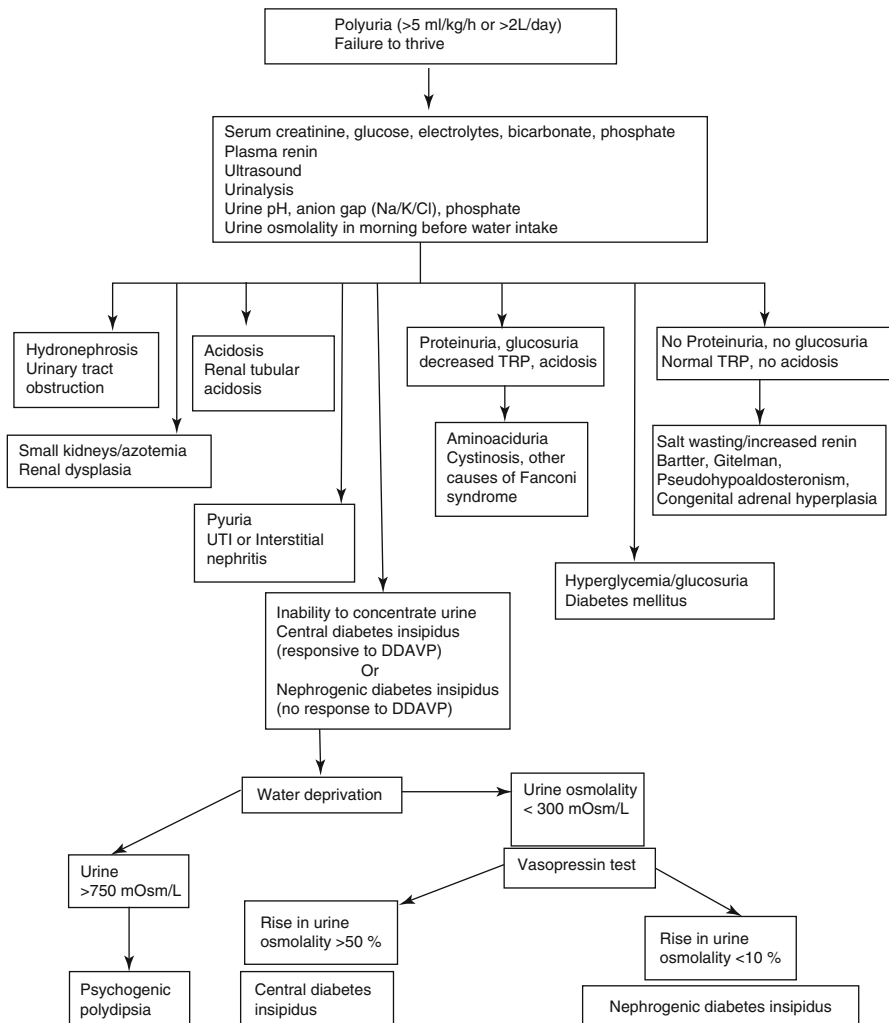 Polyuria (>5 ml/kg/h or >2L/day)
Failure to thrive
Serum creatinine, glucose, electrolytes, bicarbonate, phosphate
Plasma renin
Ultrasound
Urinalysis
Urine pH, anion gap (Na/K/Cl), phosphate
Urine osmolality in morning before water intake
Hydronephrosis
Urinary tract
obstruction
Acidosis
Renal tubular
acidosis
Proteinuria, glucosuria
decreased TRP, acidosis
No Proteinuria, no glucosuria
Normal TRP, no acidosis
Small kidneys/azotemia
Renal dysplasia
Aminoaciduria
Cystinosis, other
causes of Fanconi
syndrome
Salt wasting/increased renin
Bartter, Gitelman,
Pseudohypoaldosteronism,
Congenital adrenal hyperplasia
Pyuria
UTI or Interstitial
nephritis
Hyperglycemia/glucosuria
Diabetes mellitus
Inability to concentrate urine
Central diabetes insipidus
(responsive to DDAVP)
Or
Nephrogenic diabetes insipidus
(no response to DDAVP)
Water deprivation
Urine osmolality
< 300 mOsm/L
Urine
>750 mOsm/L
Vasopressin test
Rise in urine
osmolality >50 %
Rise in urine
osmolality <10 %
Psychogenic
polydipsia
Central diabetes
insipidus
Nephrogenic diabetes insipidus